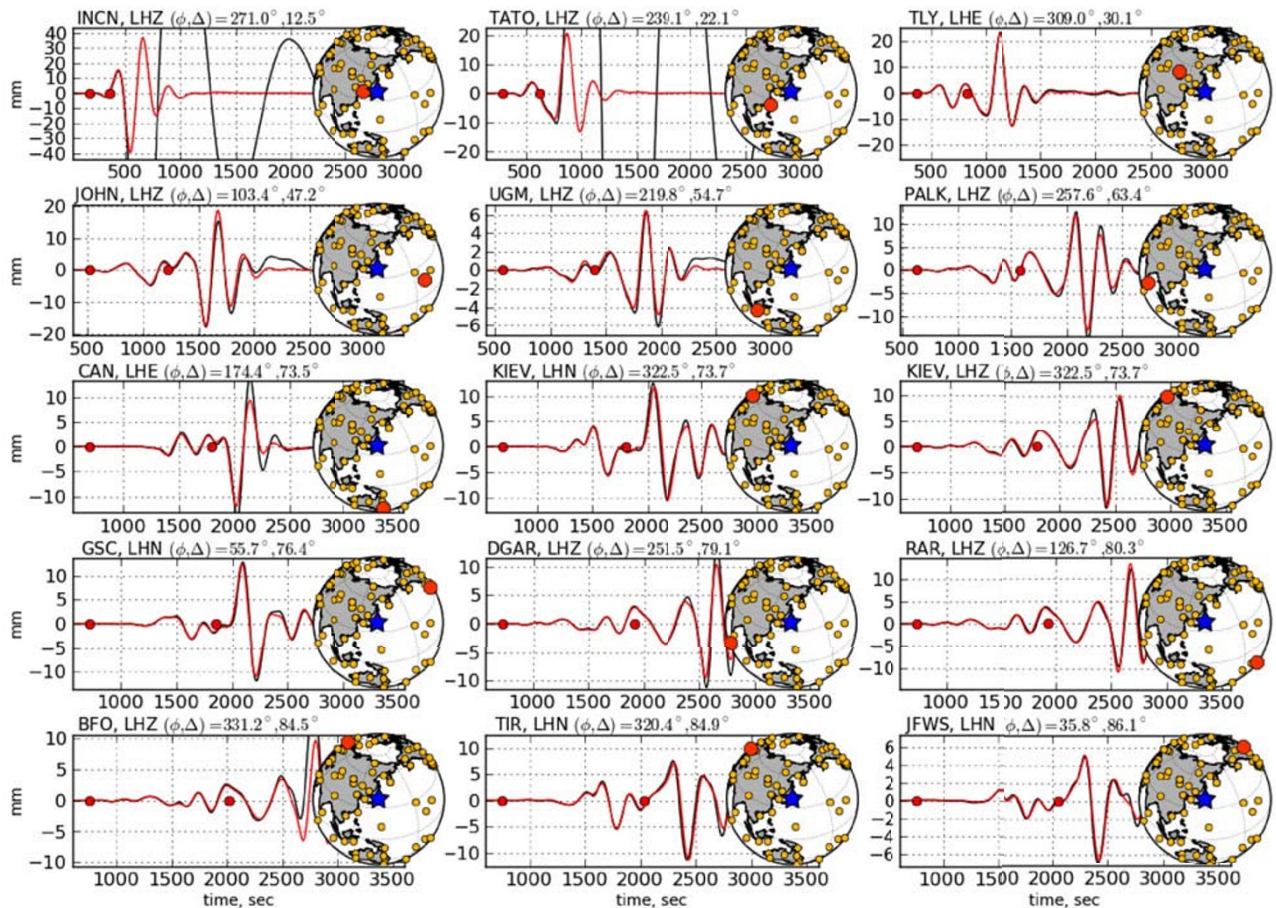 INCN, LHZ (ϕ,Δ)=271.0°,12.5°
TATO, LHZ (ϕ,Δ)=239.1°,22.1°
TLY, LHE (ϕ,Δ)=309.0°,30.1°
40
30
20
10
0
−10
−20
−30
−40
mm
20
10
0
−10
−20
20
15
10
5
0
−5
−10
−15
−20
500 1000 1500 2000 2500 3000
500 1000 1500 2000 2500 3000
500 1000 1500 2000 2500 3000
JOHN, LHZ (ϕ,Δ)=103.4°,47.2°
UGM, LHZ (ϕ,Δ)=219.8°,54.7°
PALK, LHZ (ϕ,Δ)=257.6°,63.4°
20
10
0
−10
−20
mm
6
4
2
0
−2
−4
−6
10
5
0
−5
−10
500 1000 1500 2000 2500 3000
500 1000 1500 2000 2500 3000
500 1000 1500 2000 2500 3000
CAN, LHE (ϕ,Δ)=174.4°,73.5°
KIEV, LHN (ϕ,Δ)=322.5°,73.7°
KIEV, LHZ (ϕ,Δ)=322.5°,73.7°
10
5
0
−5
−10
mm
10
5
0
−5
−10
10
5
0
−5
−10
1000 1500 2000 2500 3000 3500
1000 1500 2000 2500 3000 3500
1000 1500 2000 2500 3000 3500
GSC, LHN (ϕ,Δ)=55.7°,76.4°
DGAR, LHZ (ϕ,Δ)=251.5°,79.1°
RAR, LHZ (ϕ,Δ)=126.7°,80.3°
10
5
0
−5
−10
mm
10
5
0
−5
−10
10
5
0
−5
−10
1000 1500 2000 2500 3000 3500
1000 1500 2000 2500 3000 3500
1000 1500 2000 2500 3000 3500
BFO, LHZ (ϕ,Δ)=331.2°,84.5°
TIR, LHN (ϕ,Δ)=320.4°,84.9°
JFWS, LHN (ϕ,Δ)=35.8°,86.1°
10
5
0
−5
−10
mm
10
5
0
−5
−10
6
4
2
0
−2
−4
−6
1000 1500 2000 2500 3000 3500
1000 1500 2000 2500 3000 3500
1000 1500 2000 2500 3000 3500
time, sec
time, sec
time, sec